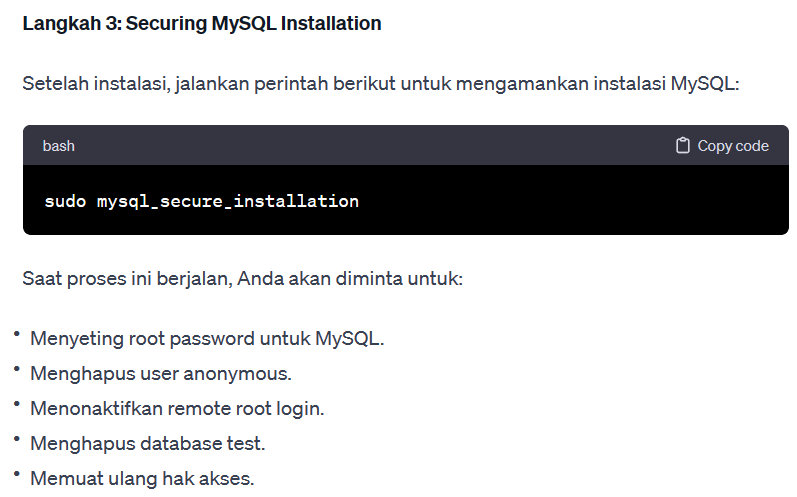 Langkah 3: Securing MySQL Installation
Setelah instalasi, jalankan perintah berikut untuk mengamankan instalasi MySQL:
bash
Copy code
sudo mysql_secure_installation
Saat proses ini berjalan, Anda akan diminta untuk:
• Menyeting root password untuk MySQL.
• Menghapus user anonymous.
• Menonaktifkan remote root login.
• Menghapus database test.
• Memuat ulang hak akses.